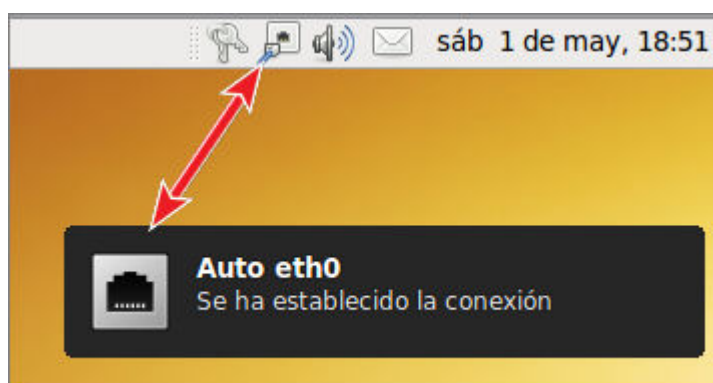 sáb 1 de may, 18:51
Auto eth0
Se ha establecido la conexión